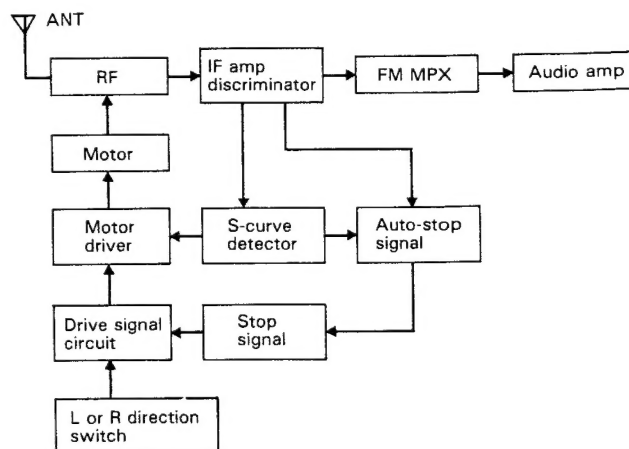 ANT
RF
IF amp
discriminator
FM MPX
Audio amp
Motor
Motor
driver
S-curve
detector
Auto-stop
signal
Drive signal
circuit
Stop
signal
L or R direction
switch